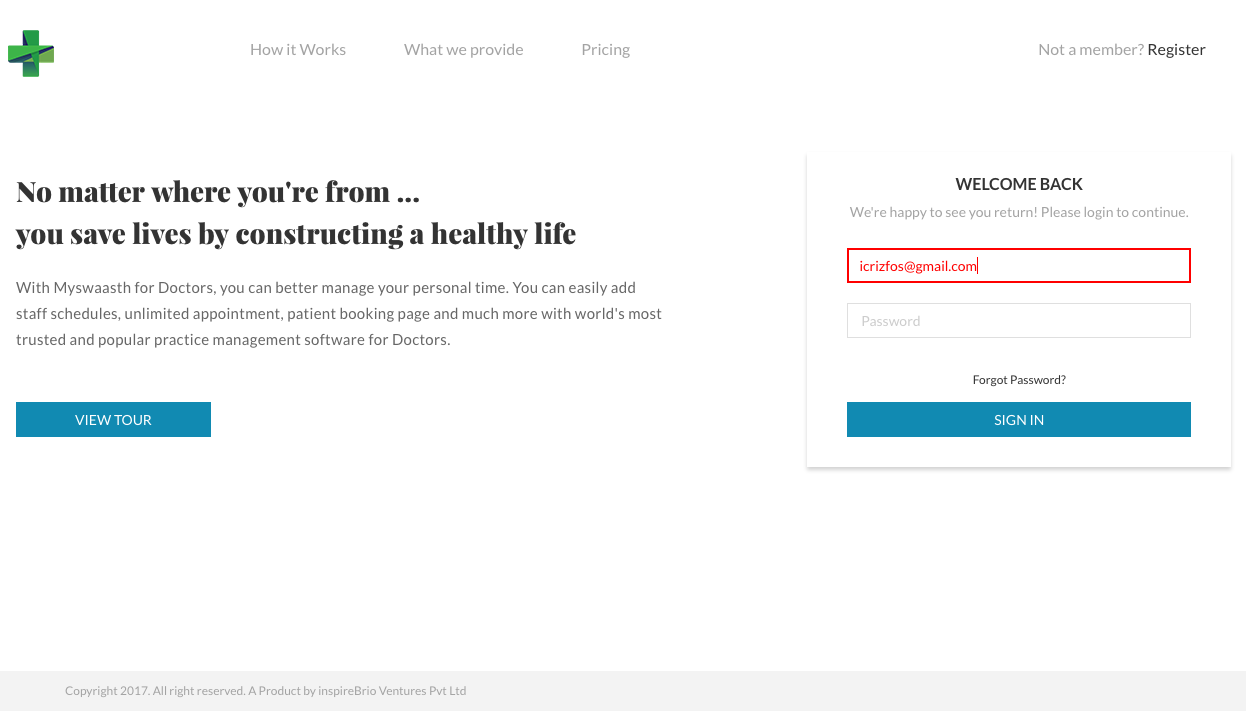 How it Works
What we provide
Pricing
Not a member? Register
No matter where you're from ...
you save lives by constructing a healthy life
With Myswaasth for Doctors, you can better manage your personal time. You can easily add
staff schedules, unlimited appointment, patient booking page and much more with world's most
trusted and popular practice management software for Doctors.
VIEW TOUR
WELCOME BACK
We're happy to see you return! Please login to continue.
icrizfos@gmail.com
Password
Forgot Password?
SIGN IN
Copyright 2017. All right reserved. A Product by inspireBrio Ventures Pvt Ltd